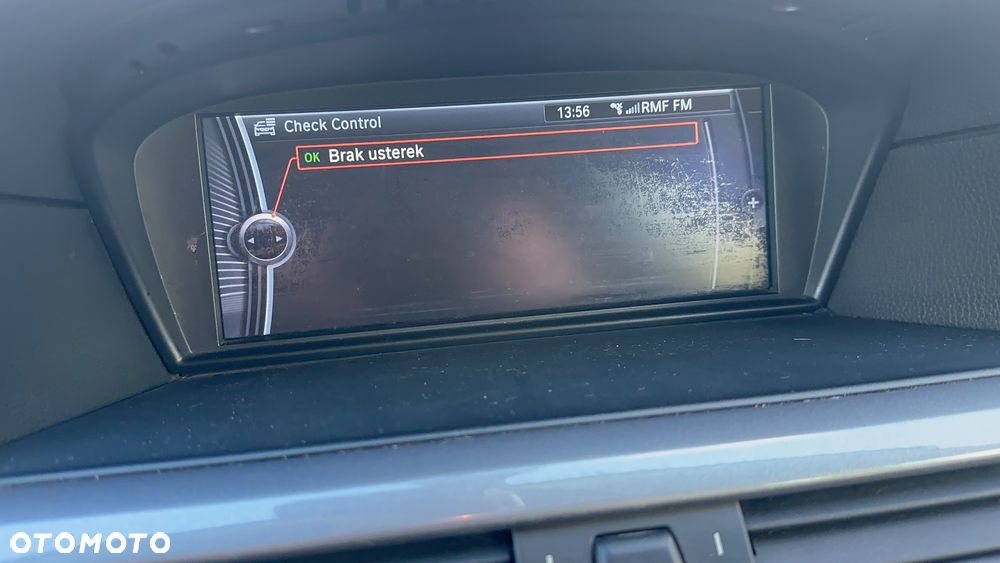 Check Control
13:56
RMF FM
OK Brak usterek
OTOMOTO